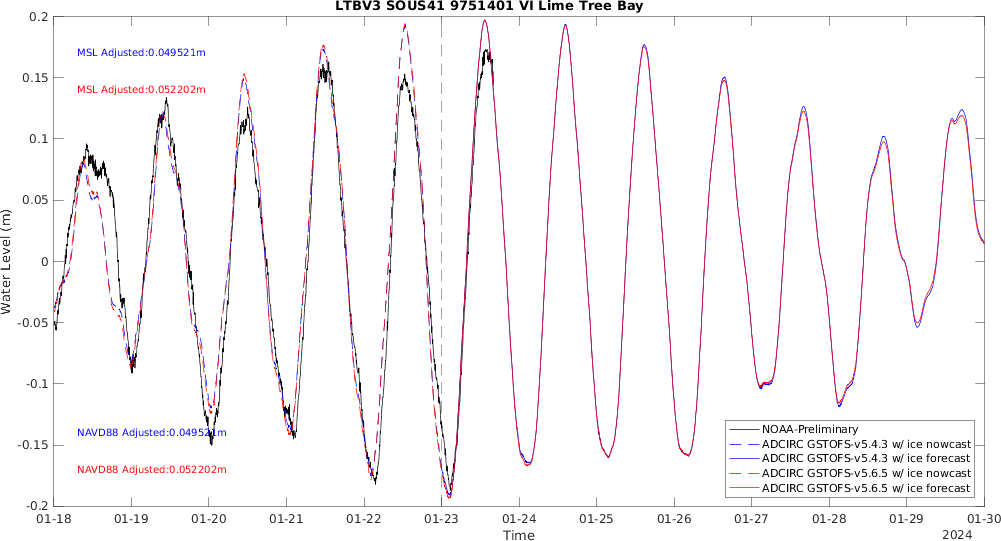 LTBV3 SOUS41 9751401 VI Lime Tree Bay
0.2
0.15
0.1
0.05
0
-0.05
-0.1
-0.15
-0.2
Water Level (m)
MSL Adjusted:0.049521m
MSL Adjusted:0.052202m
NAVD88 Adjusted:0.049521m
NAVD88 Adjusted:0.052202m
NOAA-Preliminary
ADCIRC GSTOFS-v5.4.3 w/ ice nowcast
ADCIRC GSTOFS-v5.4.3 w/ ice forecast
ADCIRC GSTOFS-v5.6.5 w/ ice nowcast
ADCIRC GSTOFS-v5.6.5 w/ ice forecast
01-18 01-19 01-20 01-21 01-22 01-23 01-24 01-25 01-26 01-27 01-28 01-29 01-30
Time
2024